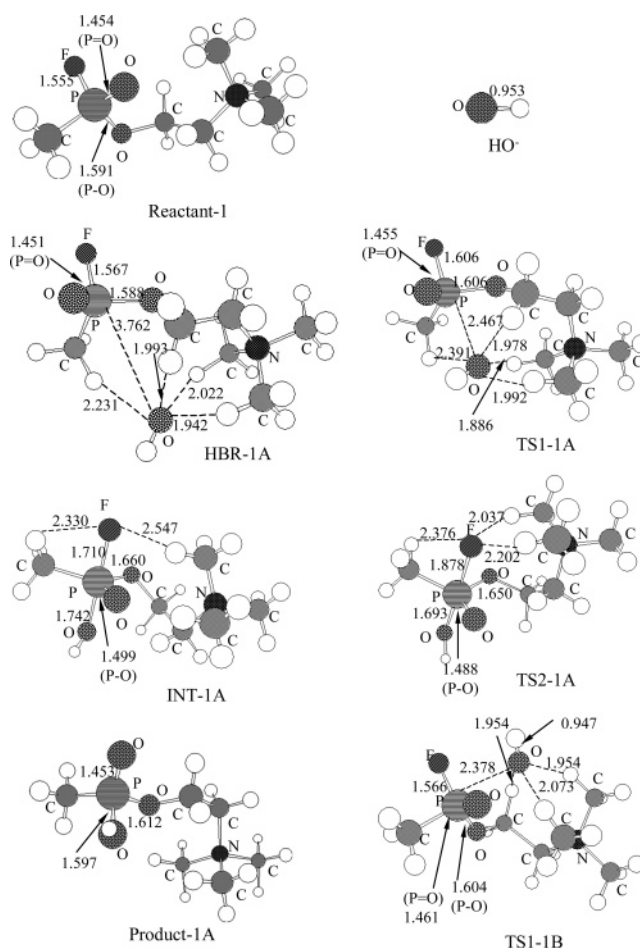 1.454
(P=O)
F
O
C
1.555
P
C
N
C
C
C
C
O
1.591
(P-O)
Reactant-1
0.953
O
HO-
1.451
(P=O)
F
1.567
O
O
1.588
P
3.762
C
C
C
1.993
N
C
C
2.231
2.022
1.942
O
HBR-1A
1.455
(P=O)
F
1.606
O
1.606
O
C
P
2.467
C
C
1.978
2.391
C
N
O
1.992
C
1.886
TS1-1A
2.330
F
2.547
C
1.710
1.660
C
O
P
1.742
O
O
N
C
C
1.499
(P-O)
INT-1A
2.037
C
2.376
F
C
N
2.202
1.878
O
C
P
1.650
C
1.693
O
O
1.488
(P-O)
TS2-1A
O
1.453
P
C
O
C
C
1.612
C
O
N
1.597
C
C
C
Product-1A
1.954
0.947
F
O
1.954
2.378
C
1.566
2.073
P
O
C
C
C
O
N
C
C
(P=O)
1.461
1.604
(P-O)
TS1-1B